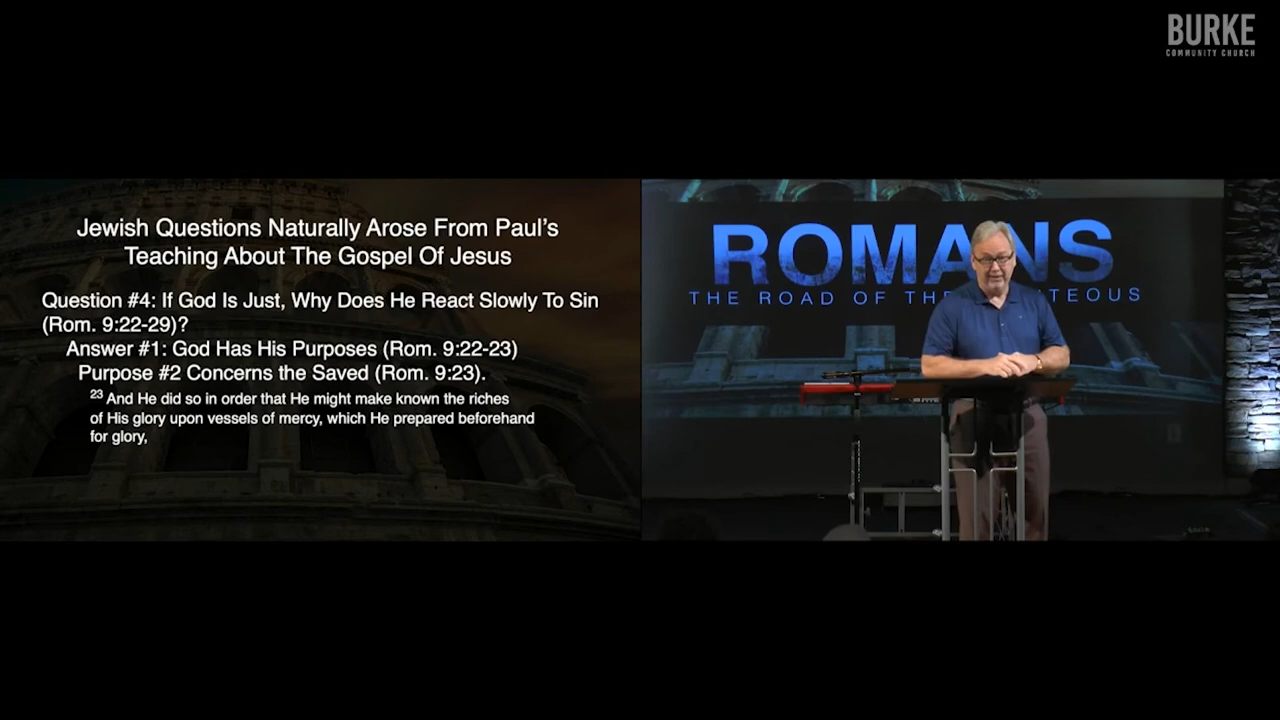 BURKE
COMMUNITY CHURCH
Jewish Questions Naturally Arose From Paul's
Teaching About The Gospel Of Jesus
Question #4: If God Is Just, Why Does He React Slowly To Sin
(Rom. 9:22-29)?
Answer #1: God Has His Purposes (Rom. 9:22-23)
Purpose #2 Concerns the Saved (Rom. 9:23).
23 And He did so in order that He might make known the riches
of His glory upon vessels of mercy, which He prepared beforehand
for glory,
ROMANS
THE ROAD OF THE